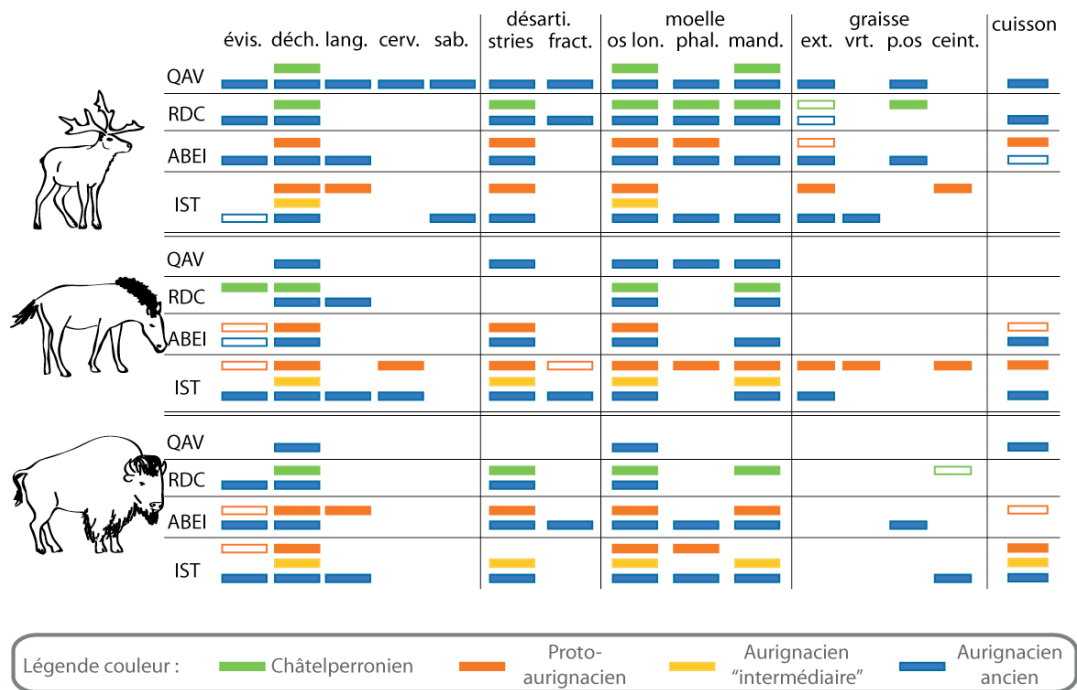 désarti. moelle graisse cuisson
évis. déch. lang. cerv. sab. stries fract. os lon. phal. mand. ext. vrt. p.os ceint.
QAV
RDC
ABEI
IST
QAV
RDC
ABEI
IST
QAV
RDC
ABEI
IST
Légende couleur : Châtelperronien Proto- Aurignacien Aurignacien
aurignacien "intermédiaire" ancien